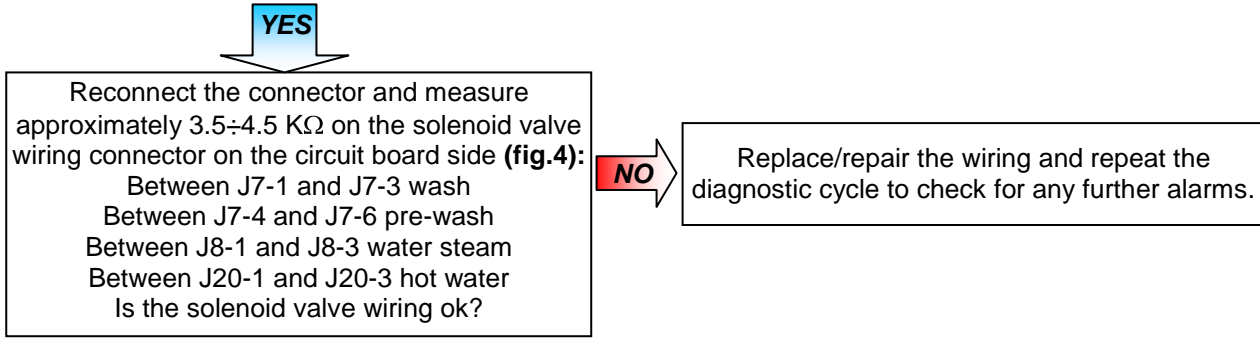 YES
Reconnect the connector and measure
approximately 3.5÷4.5 KΩ on the solenoid valve
wiring connector on the circuit board side (fig.4):
Between J7-1 and J7-3 wash
Between J7-4 and J7-6 pre-wash
Between J8-1 and J8-3 water steam
Between J20-1 and J20-3 hot water
Is the solenoid valve wiring ok?
NO
Replace/repair the wiring and repeat the
diagnostic cycle to check for any further alarms.